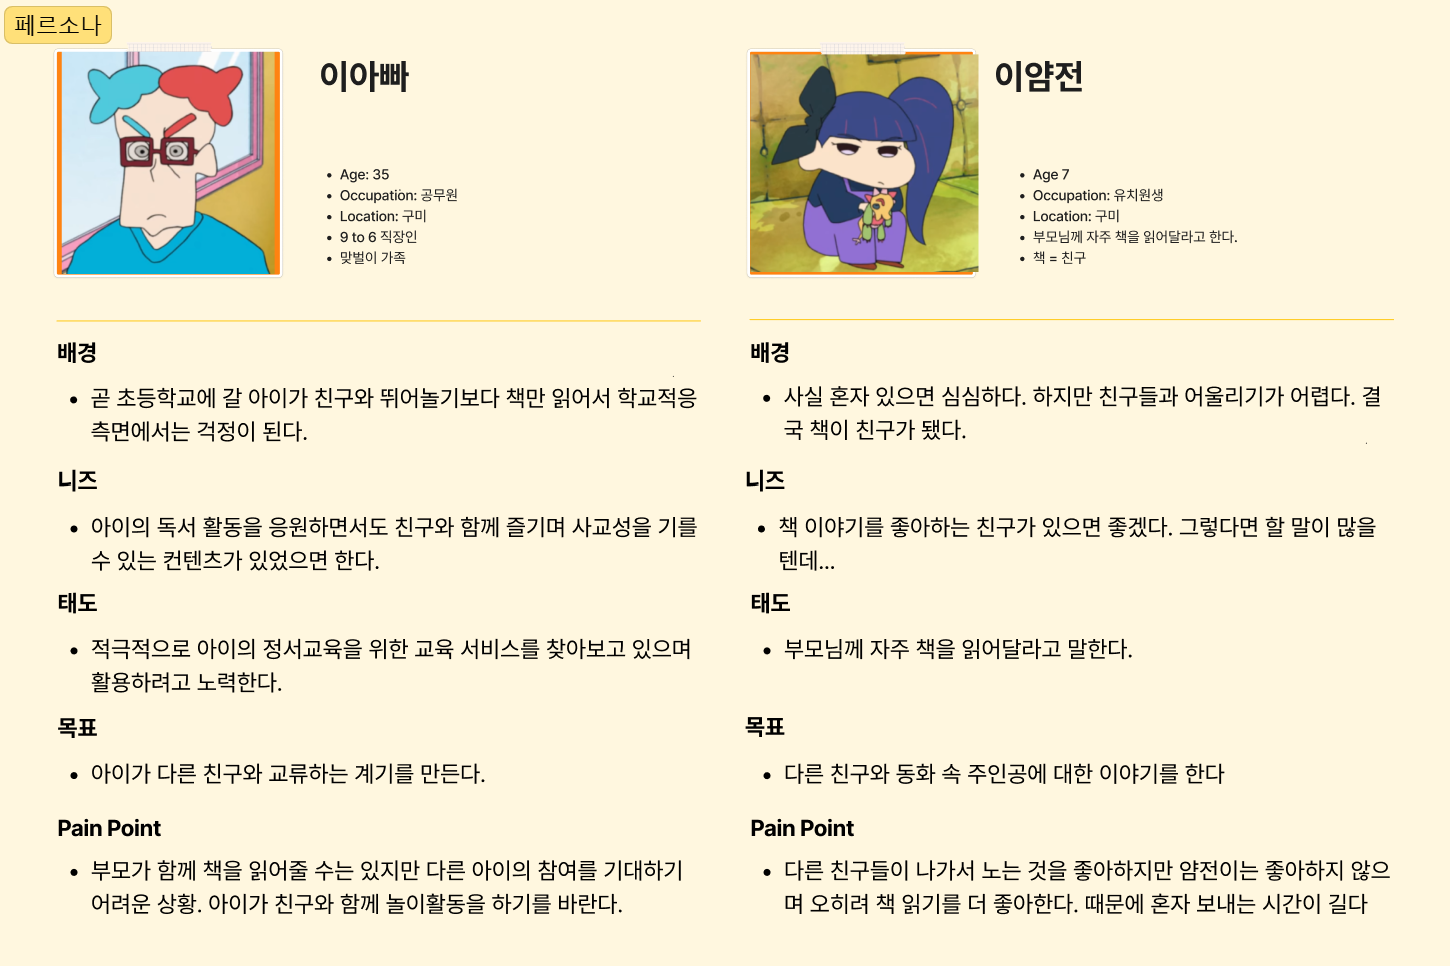 페르소나
이아빠
Age: 35
Occupation: 공무원
Location: 구미
9 to 6 직장인
맞벌이 가족
배경
곧 초등학교에 갈 아이가 친구와 뛰어놀기보다 책만 읽어서 학교적응
측면에서는 걱정이 된다.
니즈
아이의 독서 활동을 응원하면서도 친구와 함께 즐기며 사교성을 기를
수 있는 컨텐츠가 있었으면 한다.
태도
적극적으로 아이의 정서교육을 위한 교육 서비스를 찾아보고 있으며
활용하려고 노력한다.
목표
아이가 다른 친구와 교류하는 계기를 만든다.
Pain Point
부모가 함께 책을 읽어줄 수는 있지만 다른 아이의 참여를 기대하기
어려운 상황. 아이가 친구와 함께 놀이활동을 하기를 바란다.
이얌전
Age 7
Occupation: 유치원생
Location: 구미
부모님께 자주 책을 읽어달라고 한다.
책 = 친구
배경
사실 혼자 있으면 심심하다. 하지만 친구들과 어울리기가 어렵다. 결
국 책이 친구가 됐다.
니즈
책 이야기를 좋아하는 친구가 있으면 좋겠다. 그렇다면 할 말이 많을
텐데...
태도
부모님께 자주 책을 읽어달라고 말한다.
목표
다른 친구와 동화 속 주인공에 대한 이야기를 한다
Pain Point
다른 친구들이 나가서 노는 것을 좋아하지만 얌전이는 좋아하지 않으
며 오히려 책 읽기를 더 좋아한다. 때문에 혼자 보내는 시간이 길다